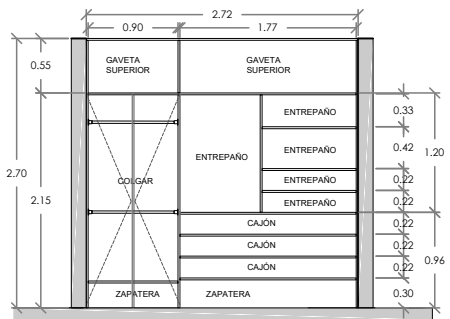 2.72
0.90
1.77
0.55
GAVETA
SUPERIOR
GAVETA
SUPERIOR
ENTREPAÑO
0.33
ENTREPAÑO
0.42
1.20
ENTREPAÑO
2.70
COLGAR
ENTREPAÑO
0.22
2.15
ENTREPAÑO
0.22
CAJÓN
0.22
CAJÓN
0.22
0.96
CAJÓN
0.22
ZAPATERA
ZAPATERA
0.30